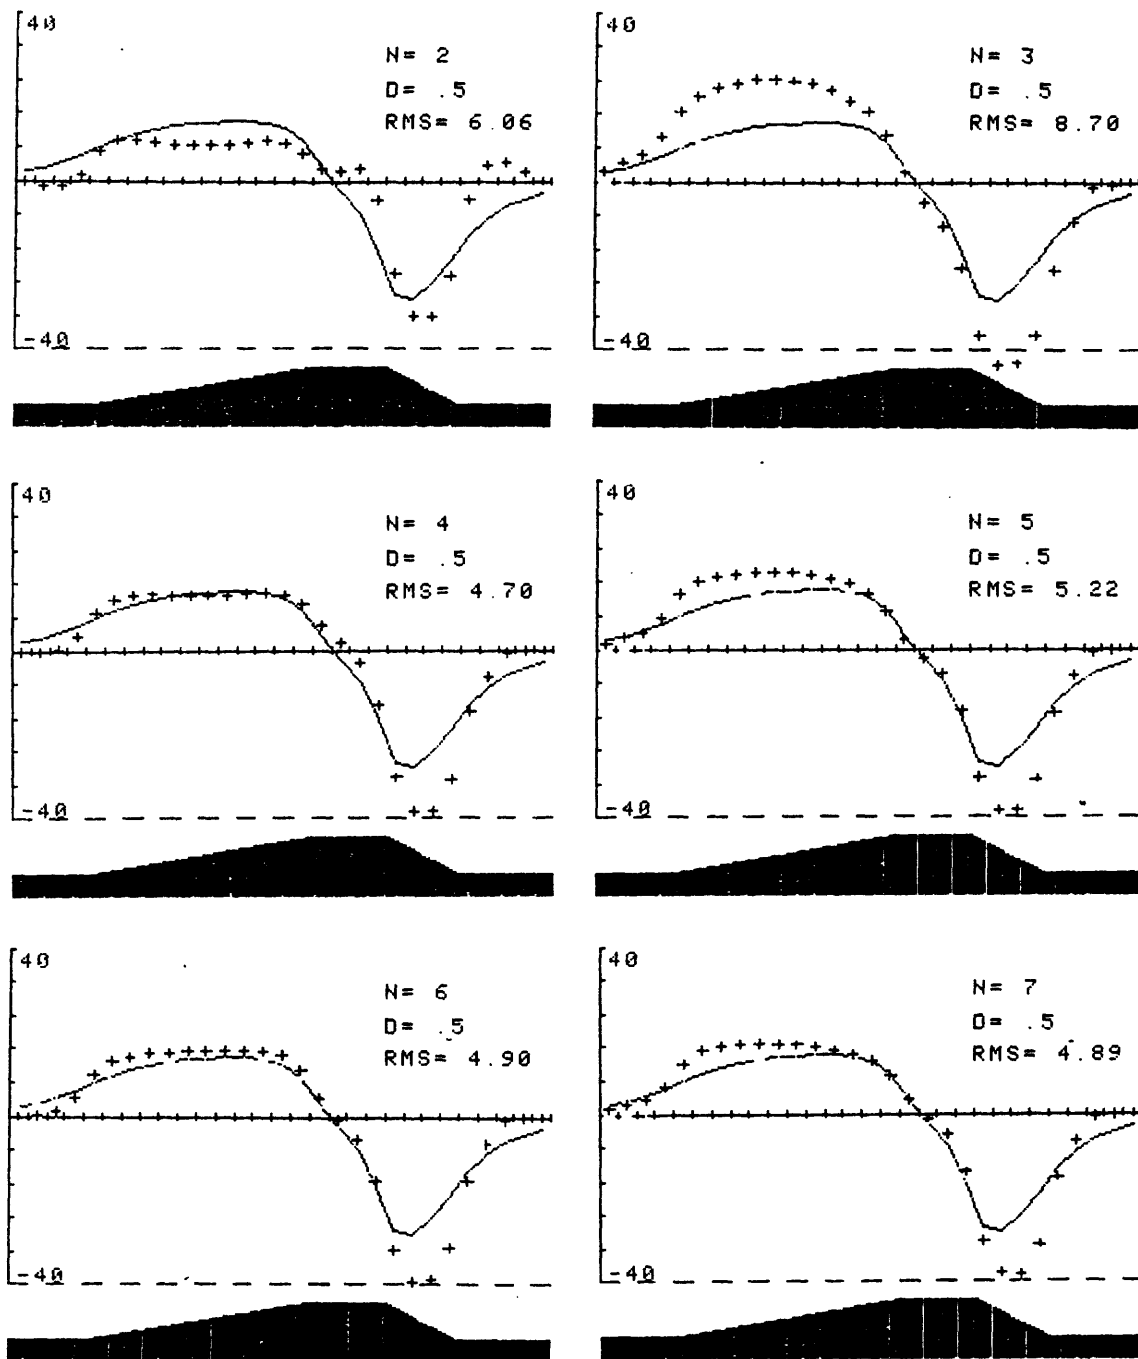 40
N= 2
D= .5
RMS= 6.06
-40
40
N= 3
D= .5
RMS= 8.70
-40
40
N= 4
D= .5
RMS= 4.70
-40
40
N= 5
D= .5
RMS= 5.22
-40
40
N= 6
D= .5
RMS= 4.90
-40
40
N= 7
D= .5
RMS= 4.89
-40